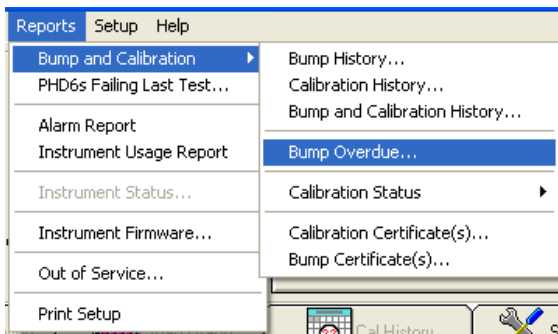 Reports Setup Help
Bump and Calibration
PHD6s Failing Last Test...
Alarm Report
Instrument Usage Report
Instrument Status...
Instrument Firmware...
Out of Service...
Print Setup
Bump History...
Calibration History...
Bump and Calibration History...
Bump Overdue...
Calibration Status
Calibration Certificate(s)...
Bump Certificate(s)...
Cal History